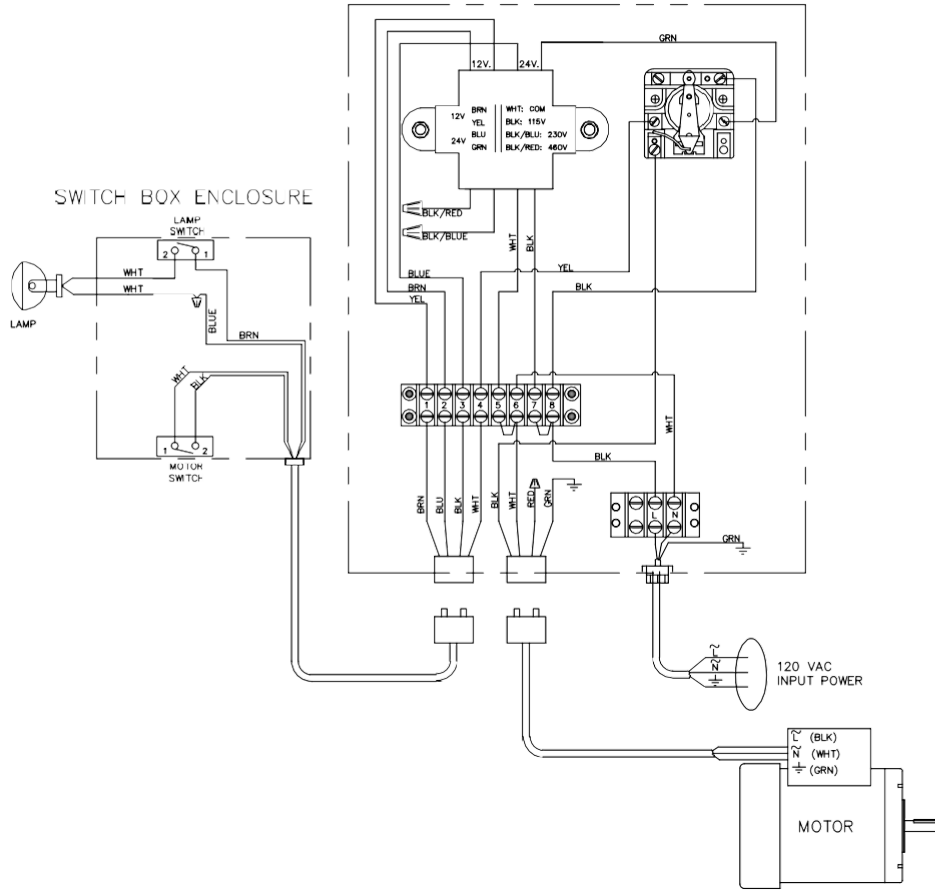 GRN
12V.
24V.
12V
BRN
YEL
24V
BLU
GRN
WHT: COM
BLK: 115V
BLK/BLU: 230V
BLK/RED: 460V
BLK/RED
BLK/BLUE
WHT
BLK
YEL
BLK
BLUE
BRN
YEL
SWITCH BOX ENCLOSURE
LAMP
SWITCH
2 1
WHT
WHT
LAMP
BLUE
BRN
WHT
BLK
1 2
MOTOR
SWITCH
1 2 3 4 5 6 7 8
WHT
BLK
BRN
BLU
BLK
WHT
BLK
WHT
RED
GRN
L N
GRN
L
N
120 VAC
INPUT POWER
L (BLK)
N (WHT)
(GRN)
MOTOR